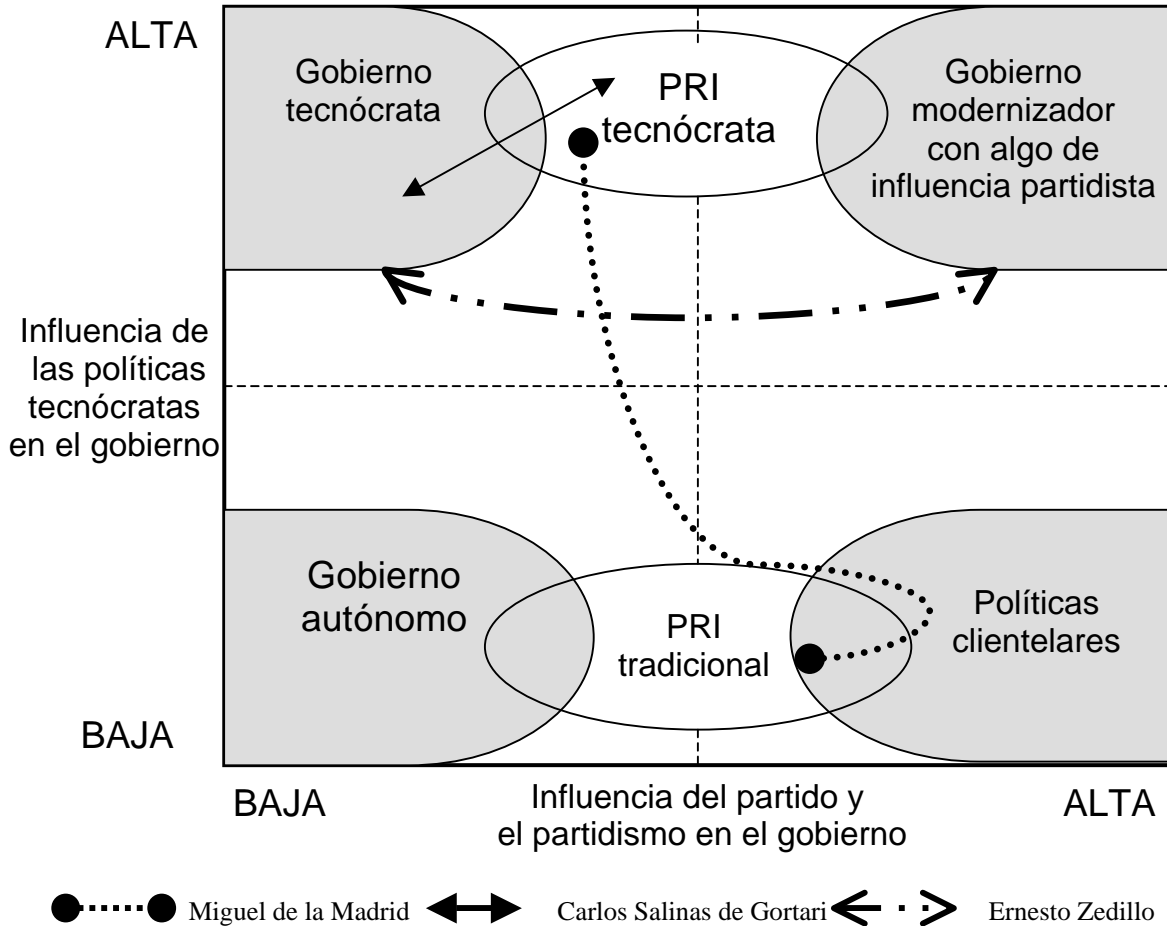 ALTA
Gobierno
tecnócrata
PRI
tecnócrata
Gobierno
modernizador
con algo de
influencia partidista
Influencia de
las políticas
tecnócratas
en el gobierno
Gobierno
autónomo
PRI
tradicional
Políticas
clientelares
BAJA
BAJA
Influencia del partido y
el partidismo en el gobierno
ALTA
Miguel de la Madrid
Carlos Salinas de Gortari
Ernesto Zedillo